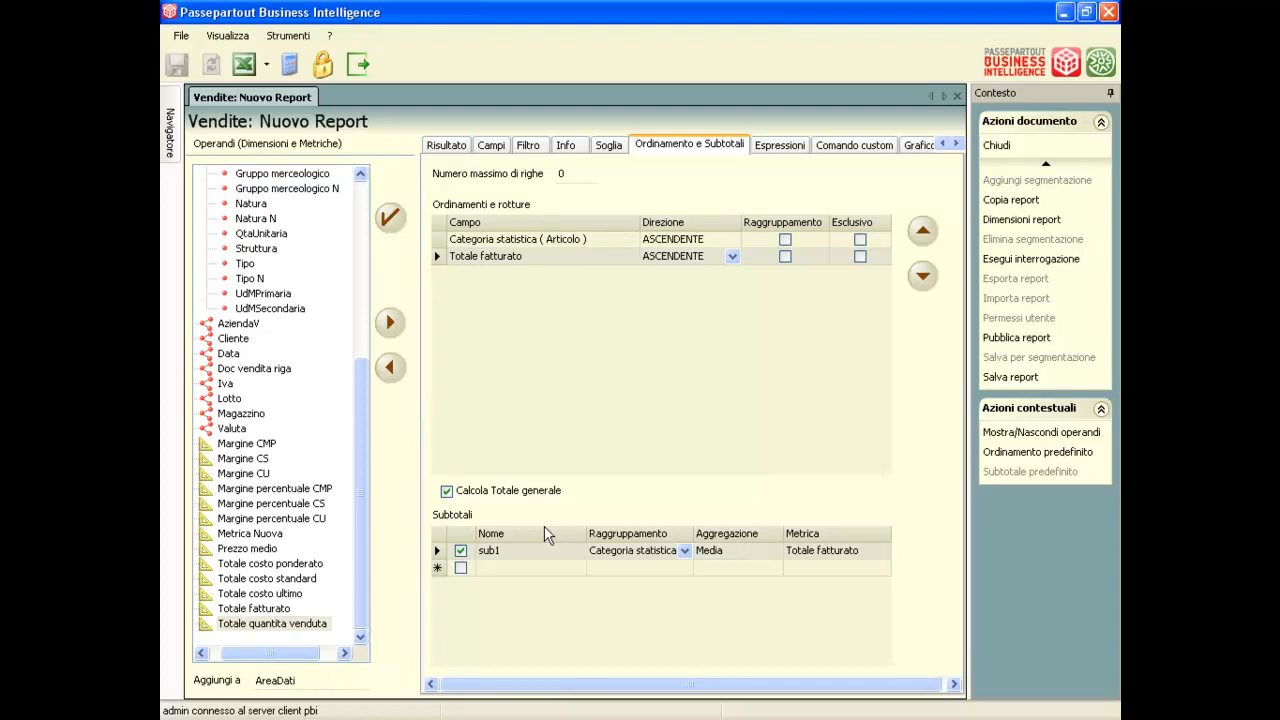 Passepartout Business Intelligence
File Visualizza Strumenti ?
PASSEPARTOUT
BUSINESS
INTELLIGENCE
Navigatore
Vendite: Nuovo Report
Vendite: Nuovo Report
Operandi (Dimensioni e Metriche)
Gruppo merceologico
Gruppo merceologico N
Natura
Natura N
QtaUnitaria
Struttura
Tipo
Tipo N
UdMPrimaria
UdMSecondaria
AziendaV
Cliente
Data
Doc vendita riga
Iva
Lotto
Magazzino
Valuta
Margine CMP
Margine CS
Margine CU
Margine percentuale CMP
Margine percentuale CS
Margine percentuale CU
Metrica Nuova
Prezzo medio
Totale costo ponderato
Totale costo standard
Totale costo ultimo
Totale fatturato
Totale quantita venduta
Aggiungi a AreaDati
Risultato Campi Filtro Info Soglia Ordinamento e Subtotali Espressioni Comando custom Grafico
Numero massimo di righe 0
Ordinamenti e rotture
Campo Direzione Raggruppamento Esclusivo
Categoria statistica ( Articolo ) ASCENDENTE
Totale fatturato ASCENDENTE
Calcola Totale generale
Subtotali
Nome Raggruppamento Aggregazione Metrica
sub1 Categoria statistica Media Totale fatturato
Contesto
Azioni documento
Chiudi
Aggiungi segmentazione
Copia report
Dimensioni report
Elimina segmentazione
Esegui interrogazione
Esporta report
Importa report
Permessi utente
Pubblica report
Salva per segmentazione
Salva report
Azioni contestuali
Mostra/Nascondi operandi
Ordinamento predefinito
Subtotale predefinito
admin connesso al server client pbi